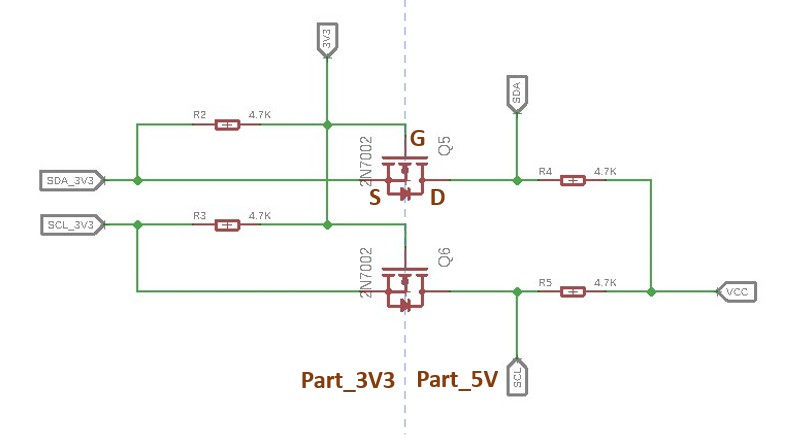 3V3
SDA
R2 4.7K
G
Q5
2N7002
R4 4.7K
SDA_3V3
S D
SCL_3V3
R3 4.7K
Q6
2N7002
R5 4.7K
VCC
Part_3V3 Part_5V
SCL